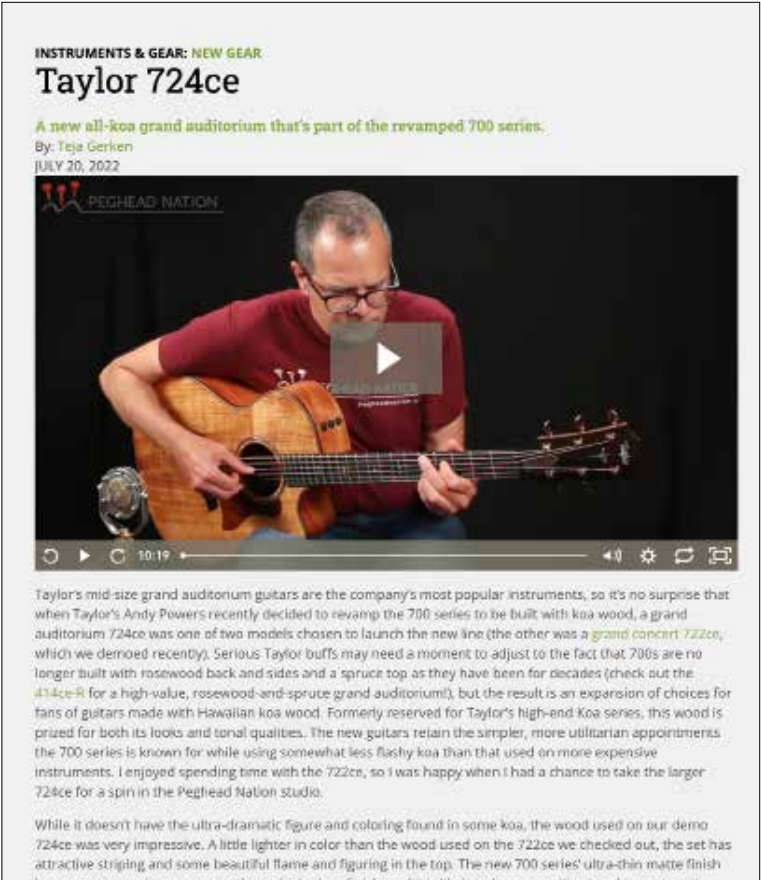 INSTRUMENTS & GEAR: NEW GEAR
Taylor 724ce
A new all-koa grand auditorium that's part of the revamped 700 series.
By: Teja Gerken
JULY 20, 2022
PEGHEAD NATION
PEGHEAD NATION
10:19
Taylor's mid-size grand auditorium guitars are the company's most popular instruments, so it's no surprise that
when Taylor's Andy Powers recently decided to revamp the 700 series to be built with koa wood, a grand
auditorium 724ce was one of two models chosen to launch the new line (the other was a grand concert 722ce,
which we demoed recently). Serious Taylor buffs may need a moment to adjust to the fact that 700s are no
longer built with rosewood back and sides and a spruce top as they have been for decades (check out the
414ce-R for a high-value, rosewood-and-spruce grand auditorium!), but the result is an expansion of choices for
fans of guitars made with Hawaiian koa wood. Formerly reserved for Taylor's high-end Koa series, this wood is
prized for both its looks and tonal qualities. The new guitars retain the simpler, more utilitarian appointments
the 700 series is known for while using somewhat less flashy koa than that used on more expensive
instruments. I enjoyed spending time with the 722ce, so I was happy when I had a chance to take the larger
724ce for a spin in the Peghead Nation studio.
While it doesn't have the ultra-dramatic figure and coloring found in some koa, the wood used on our demo
724ce was very impressive. A little lighter in color than the wood used on the 722ce we checked out, the set has
attractive striping and some beautiful flame and figuring in the top. The new 700 series' ultra-thin matte finish